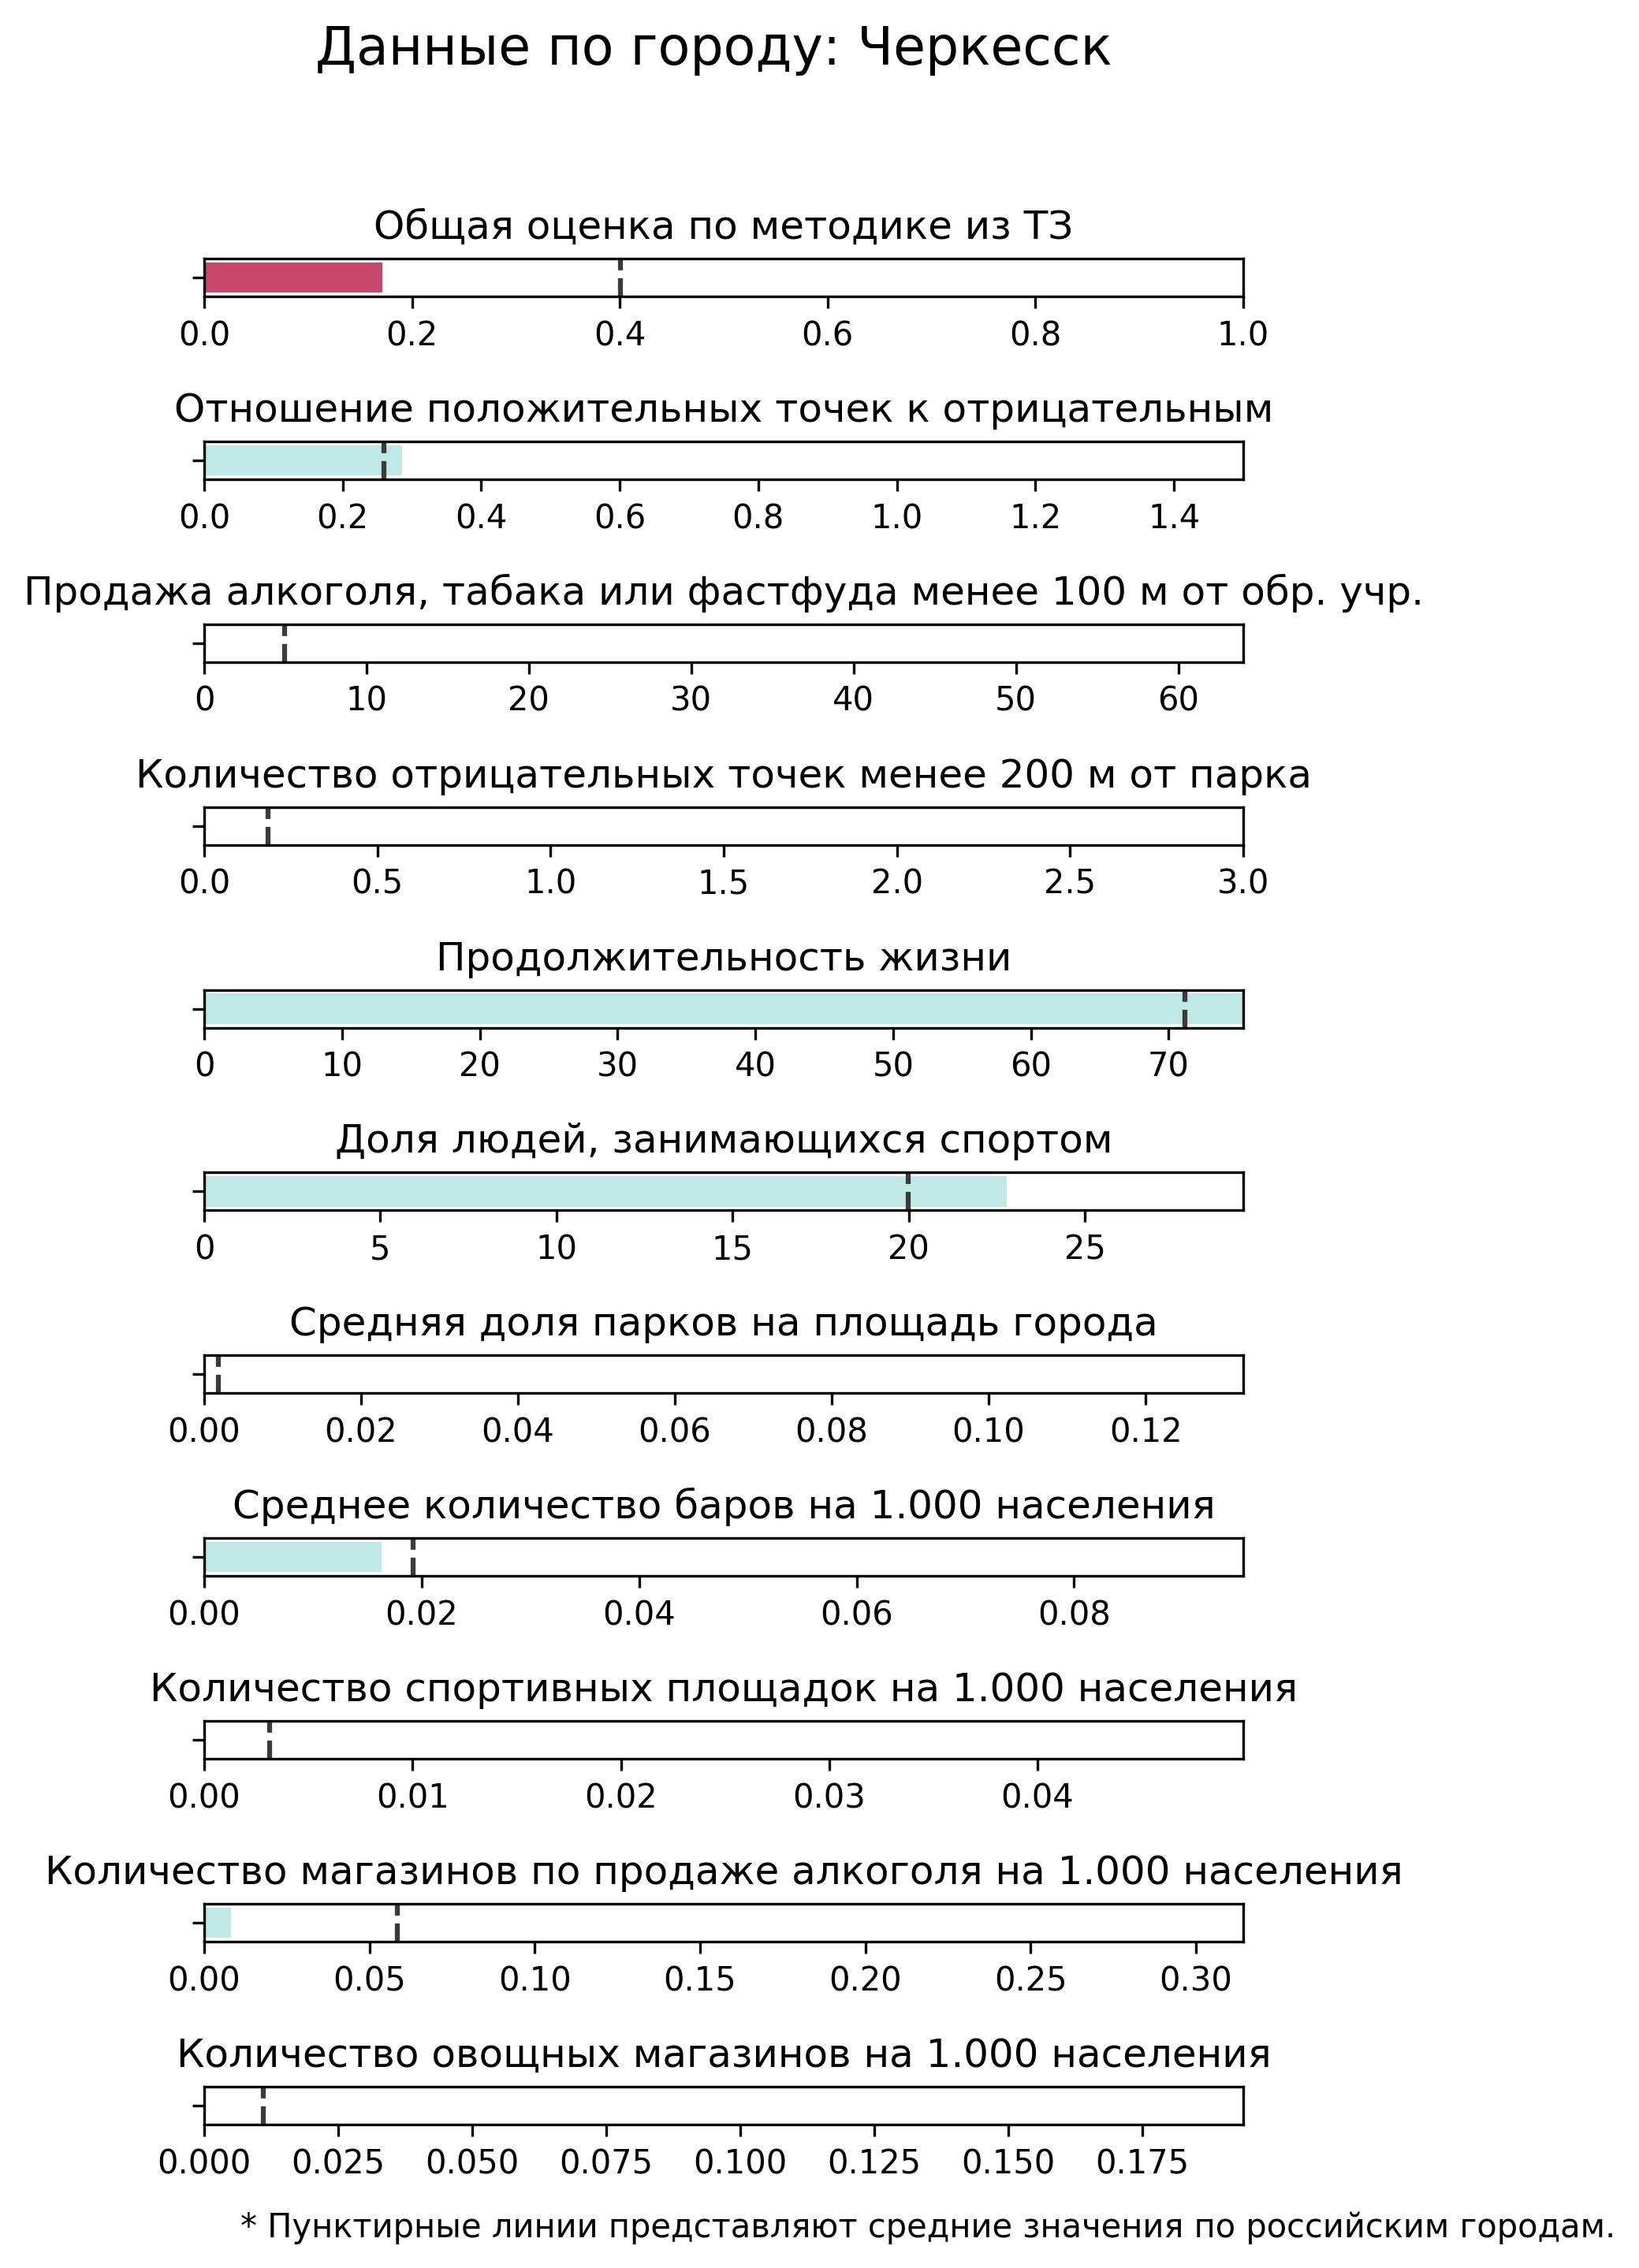 Данные по городу: Черкесск
Общая оценка по методике из ТЗ
0.0 0.2 0.4 0.6 0.8 1.0
Отношение положительных точек к отрицательным
0.0 0.2 0.4 0.6 0.8 1.0 1.2 1.4
Продажа алкоголя, табака или фастфуда менее 100 м от обр. учр.
0 10 20 30 40 50 60
Количество отрицательных точек менее 200 м от парка
0.0 0.5 1.0 1.5 2.0 2.5 3.0
Продолжительность жизни
0 10 20 30 40 50 60 70
Доля людей, занимающихся спортом
0 5 10 15 20 25
Средняя доля парков на площадь города
0.00 0.02 0.04 0.06 0.08 0.10 0.12
Среднее количество баров на 1.000 населения
0.00 0.02 0.04 0.06 0.08
Количество спортивных площадок на 1.000 населения
0.00 0.01 0.02 0.03 0.04
Количество магазинов по продаже алкоголя на 1.000 населения
0.00 0.05 0.10 0.15 0.20 0.25 0.30
Количество овощных магазинов на 1.000 населения
0.000 0.025 0.050 0.075 0.100 0.125 0.150 0.175
* Пунктирные линии представляют средние значения по российским городам.